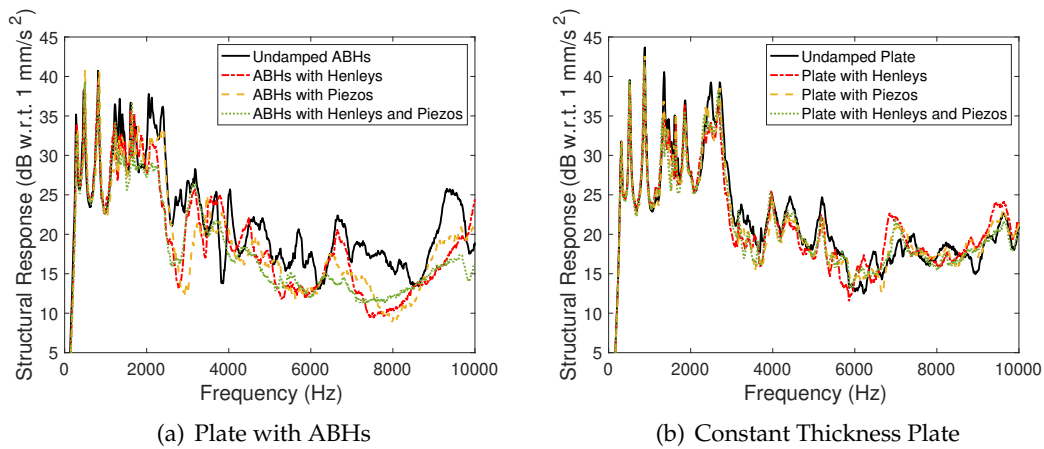 45
40
35
30
25
20
15
10
5
0
2000
4000
6000
8000
10000
Structural Response (dB w.r.t. 1 mm/s²)
Frequency (Hz)
Undamped ABHs
ABHs with Henleys
ABHs with Piezos
ABHs with Henleys and Piezos
(a) Plate with ABHs
45
40
35
30
25
20
15
10
5
0
2000
4000
6000
8000
10000
Structural Response (dB w.r.t. 1 mm/s²)
Frequency (Hz)
Undamped Plate
Plate with Henleys
Plate with Piezos
Plate with Henleys and Piezos
(b) Constant Thickness Plate